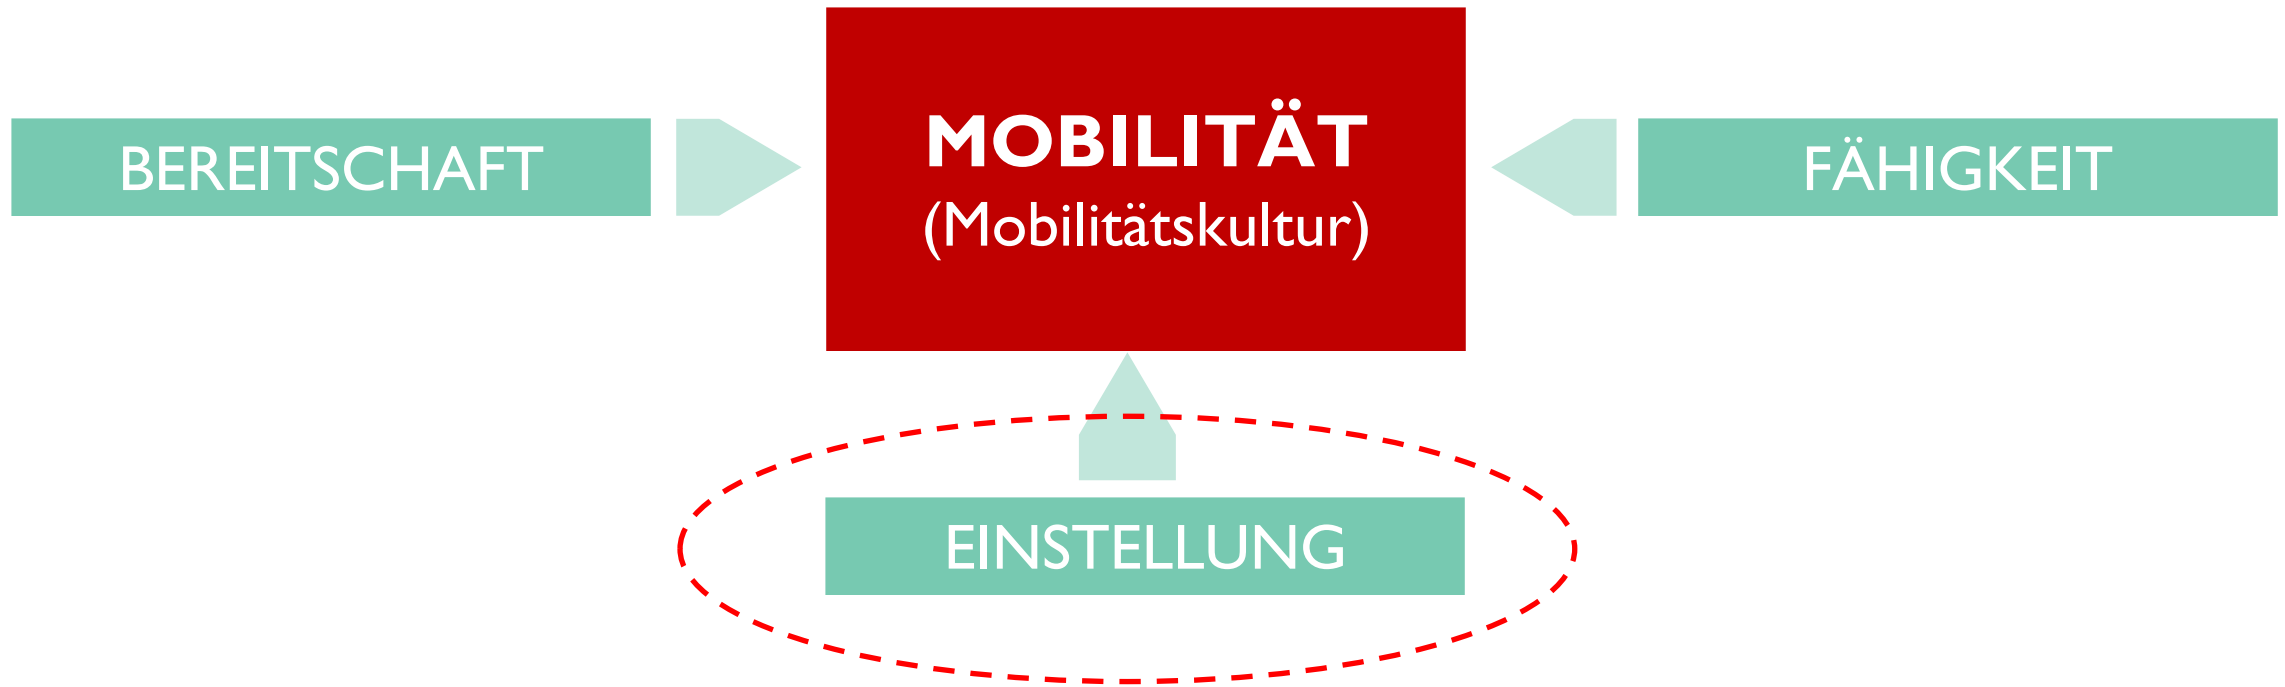 BEREITSCHAFT
MOBILITÄT
(Mobilitätskultur)
FÄHIGKEIT
EINSTELLUNG